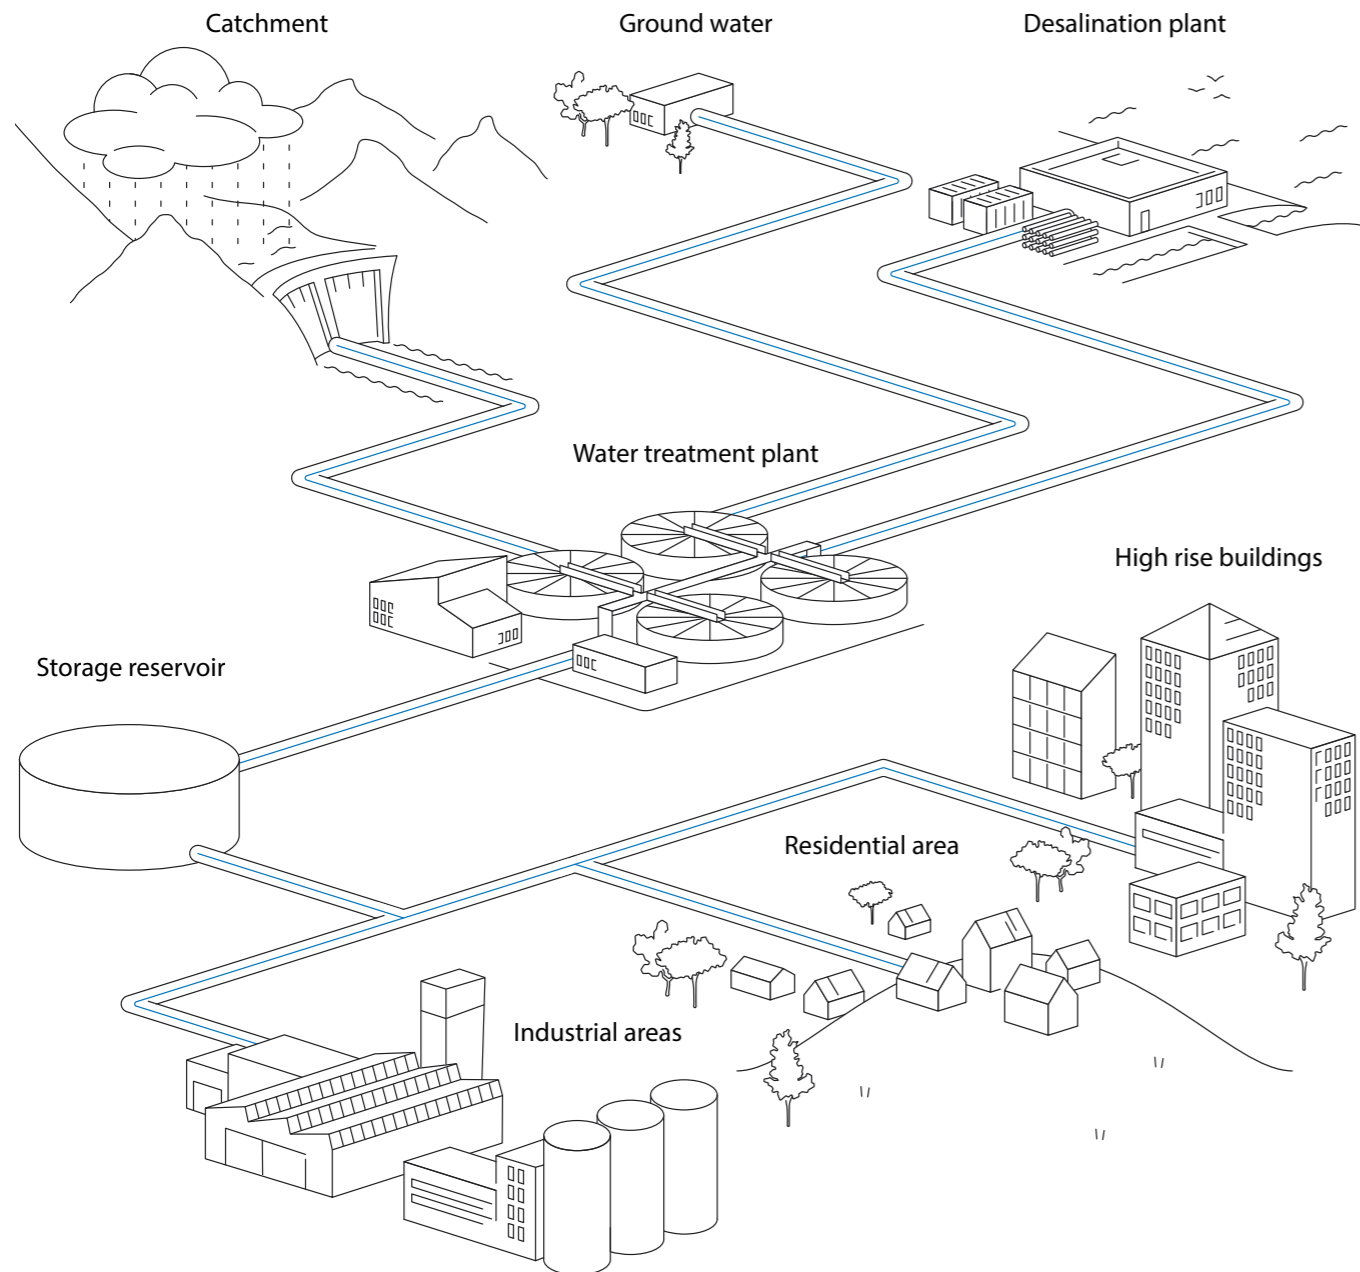 Catchment
Ground water
Desalination plant
Water treatment plant
High rise buildings
Storage reservoir
Residential area
Industrial areas